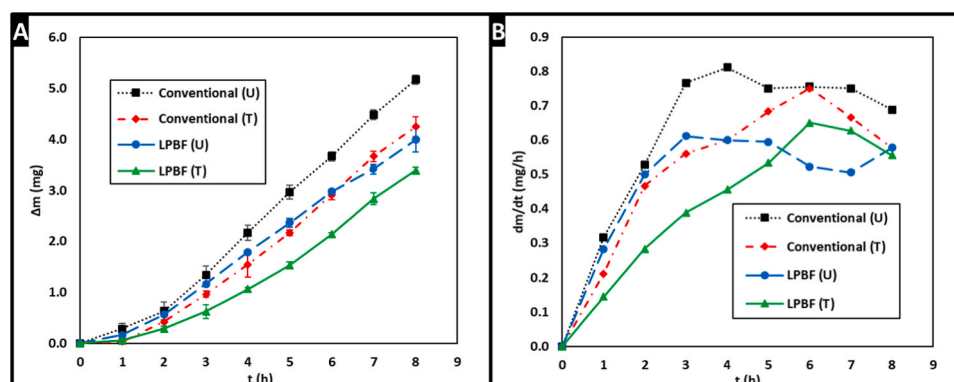 A
6.0
5.0
4.0
3.0
2.0
1.0
0.0
Δm (mg)
Conventional (U)
Conventional (T)
LPBF (U)
LPBF (T)
0 1 2 3 4 5 6 7 8 9
t (h)
B
0.9
0.8
0.7
0.6
0.5
0.4
0.3
0.2
0.1
0.0
dm/dt (mg/h)
Conventional (U)
Conventional (T)
LPBF (U)
LPBF (T)
0 1 2 3 4 5 6 7 8 9
t (h)